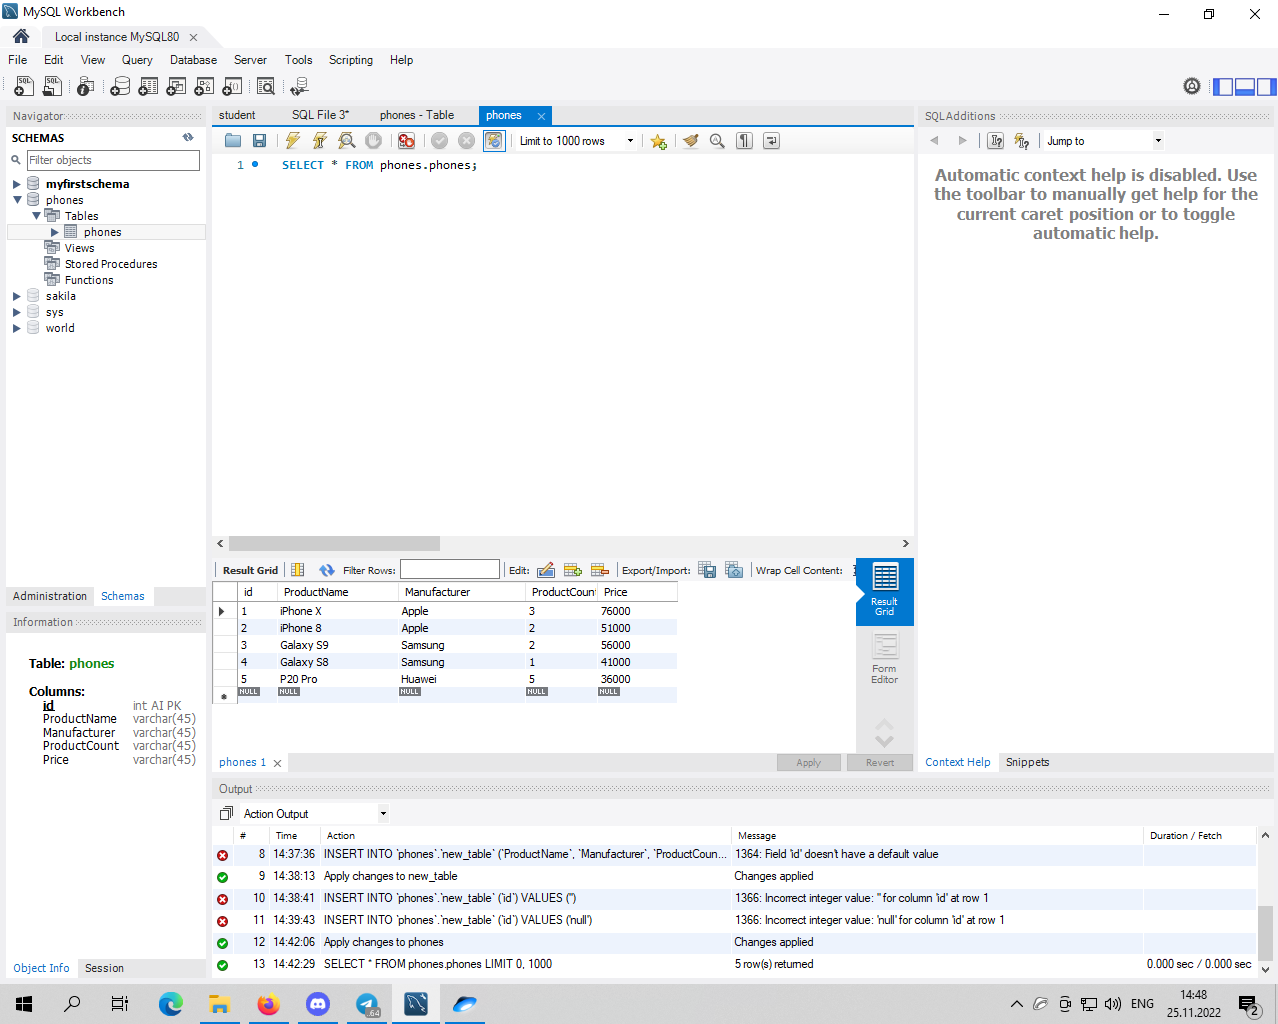 MySQL Workbench
Local instance MySQL80
File Edit View Query Database Server Tools Scripting Help
Navigator
SCHEMAS
Filter objects
myfirstschema
phones
Tables
phones
Views
Stored Procedures
Functions
sakila
sys
world
Administration Schemas
Information
Table: phones
Columns:
id int AI PK
ProductName varchar(45)
Manufacturer varchar(45)
ProductCount varchar(45)
Price varchar(45)
Object Info Session
student SQL File 3* phones - Table phones
Limit to 1000 rows
1 SELECT * FROM phones.phones;
Result Grid Filter Rows: Edit: Export/Import: Wrap Cell Content:
id ProductName Manufacturer ProductCount Price
1 iPhone X Apple 3 76000
2 iPhone 8 Apple 2 51000
3 Galaxy S9 Samsung 2 56000
4 Galaxy S8 Samsung 1 41000
5 P20 Pro Huawei 5 36000
NULL NULL NULL NULL NULL
Result
Grid
Form
Editor
phones 1 Apply Revert
SQLAdditions
Jump to
Automatic context help is disabled. Use
the toolbar to manually get help for the
current caret position or to toggle
automatic help.
Context Help Snippets
Output
Action Output
# Time Action Message Duration / Fetch
8 14:37:36 INSERT INTO `phones`.`new_table` (`ProductName`, `Manufacturer`, `ProductCoun... 1364: Field 'id' doesn't have a default value
9 14:38:13 Apply changes to new_table Changes applied
10 14:38:41 INSERT INTO `phones`.`new_table` (`id`) VALUES ('') 1366: Incorrect integer value: '' for column 'id' at row 1
11 14:39:43 INSERT INTO `phones`.`new_table` (`id`) VALUES ('null') 1366: Incorrect integer value: 'null' for column 'id' at row 1
12 14:42:06 Apply changes to phones Changes applied
13 14:42:29 SELECT * FROM phones.phones LIMIT 0, 1000 5 row(s) returned 0.000 sec / 0.000 sec
.64
ENG
14:48
25.11.2022
2